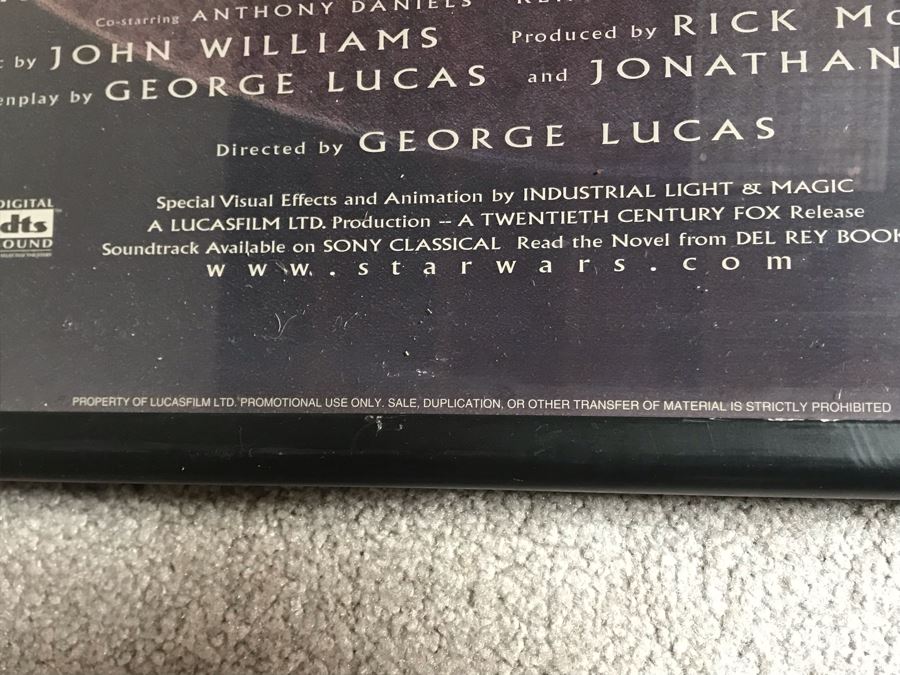 Co-starring ANTHONY DANIELS
by JOHN WILLIAMS Produced by RICK
by GEORGE LUCAS and JONATHAN
Directed by GEORGE LUCAS
DIGITAL
dts
SOUND
Special Visual Effects and Animation by INDUSTRIAL LIGHT & MAGIC
A LUCASFILM LTD. Production -- A TWENTIETH CENTURY FOX Release
Soundtrack Available on SONY CLASSICAL Read the Novel from DEL REY BOOK
www.starwars.com
PROPERTY OF LUCASFILM LTD. PROMOTIONAL USE ONLY. SALE, DUPLICATION, OR OTHER TRANSFER OF MATERIAL IS STRICTLY PROHIBITED